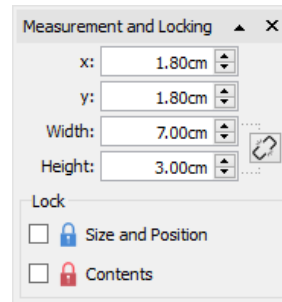 Measurement and Locking
x: 1.80cm
y: 1.80cm
Width: 7.00cm
Height: 3.00cm
Lock
Size and Position
Contents